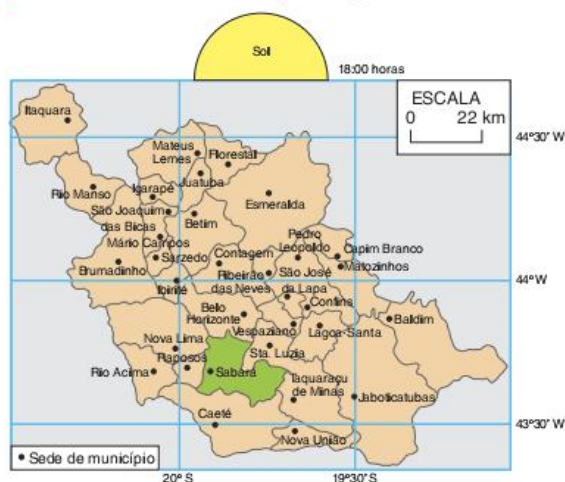 Sol
18:00 horas
ESCALA
0 22 km
Itaquara
44°30" W
Mateus
Lemes
Florestal
Juatuba
Igarapé
Rio Manso
Esmeralda
São Joaquim
das Bicas
Betim
Mário Campos
Pedro
Leopoldo
Capim Branco
Contagem
Sarzedo
Matozinhos
Brumadinho
Ribeirão
das Neves
São José
da Lapa
44° W
Ibirité
Confins
Belo
Horizonte
Baldim
Vespaziano
Lagoa-Santa
Nova Lima
Sta. Luzia
Raposos
Rio Acima
Sabará
Taquaraçu
de Minas
Jaboticatubas
Caeté
43°30" W
Nova União
Sede de município
20° S
19°30" S